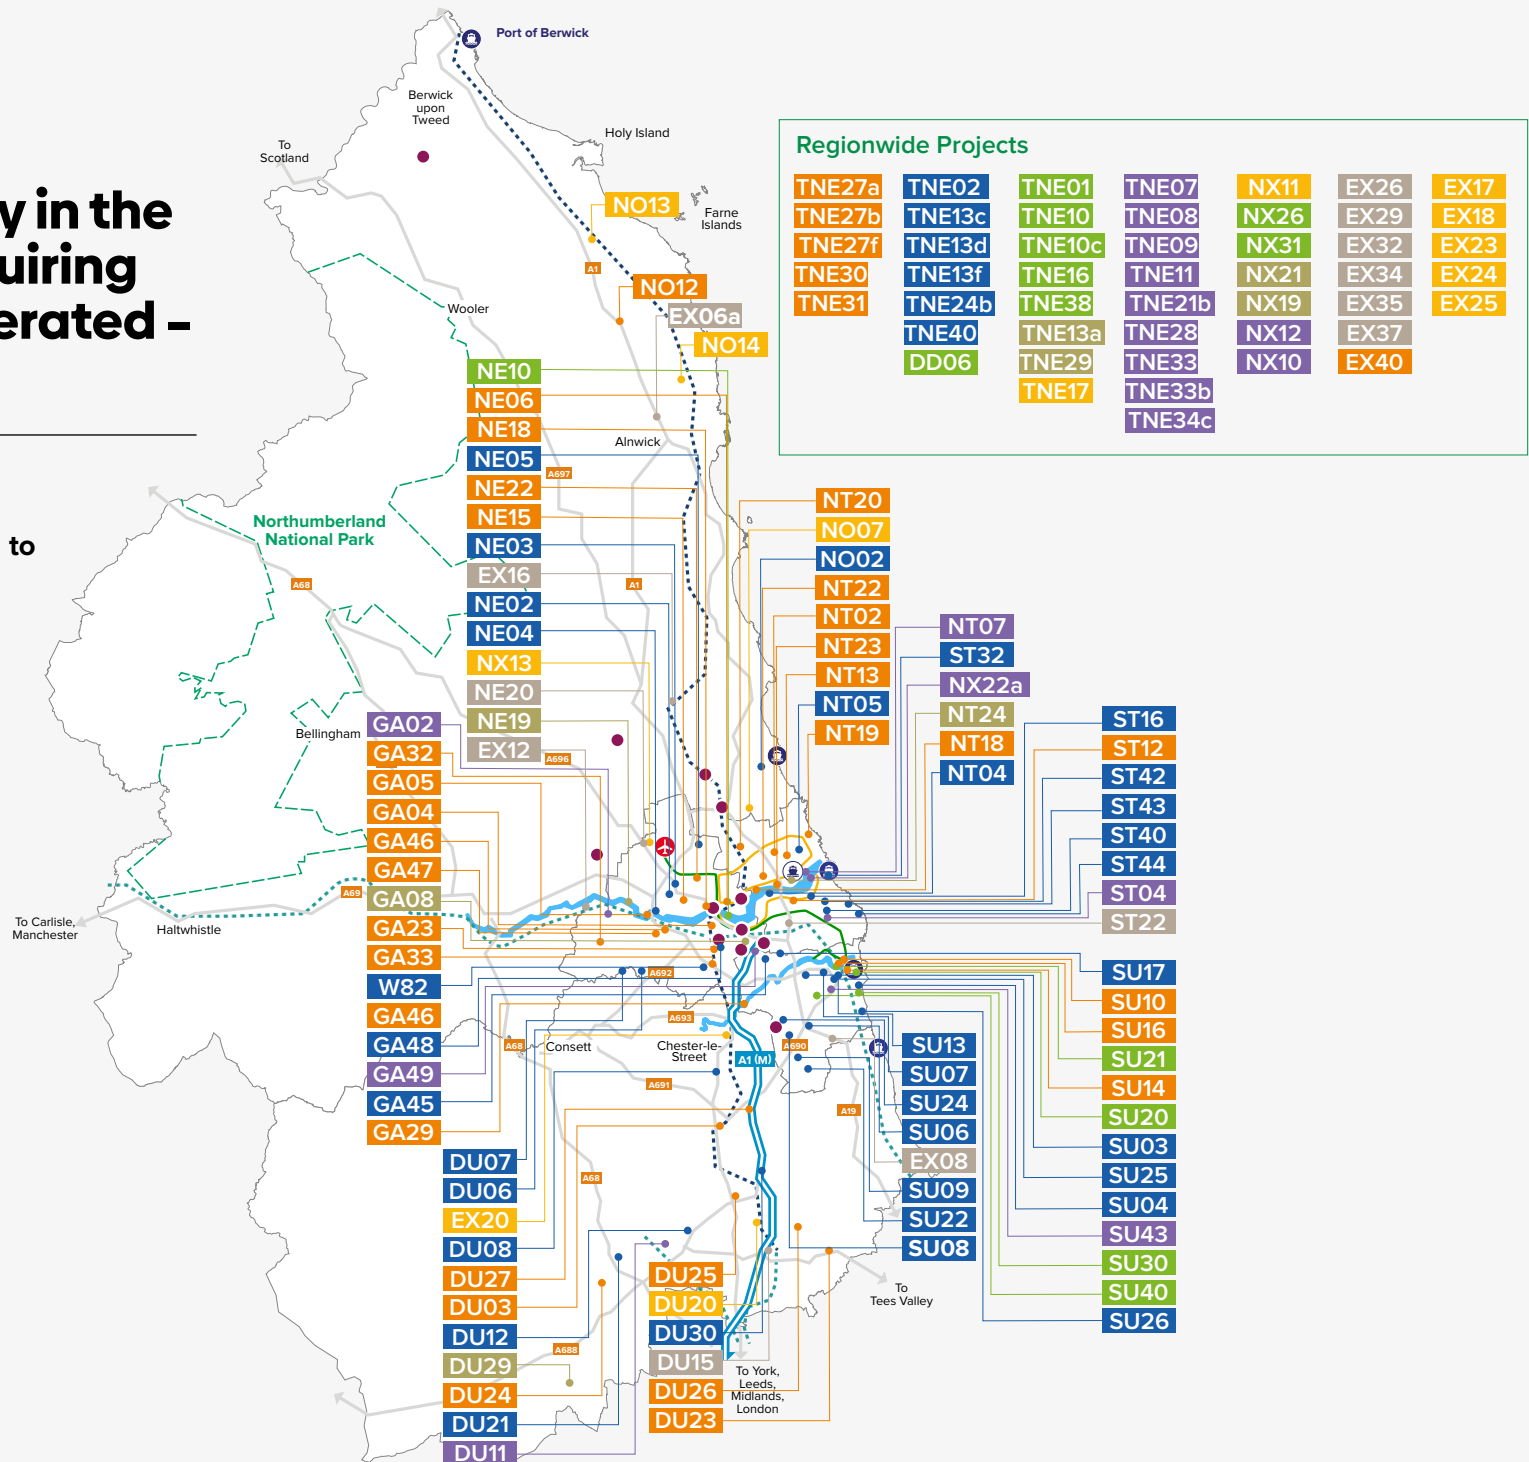 y in the
uiring
erated –
to
Port of Berwick
Berwick
upon
Tweed
To
Scotland
Holy Island
Farne
Islands
NO13
A1
NO12
EX06a
NO14
Wooler
Alnwick
A697
Northumberland
National Park
A68
A1
Bellingham
A696
A69
To Carlisle,
Manchester
Haltwhistle
Regionwide Projects
TNE27a
TNE27b
TNE27f
TNE30
TNE31
TNE02
TNE13c
TNE13d
TNE13f
TNE24b
TNE40
DD06
TNE01
TNE10
TNE10c
TNE16
TNE38
TNE13a
TNE29
TNE17
TNE07
TNE08
TNE09
TNE11
TNE21b
TNE28
TNE33
TNE33b
TNE34c
NX11
NX26
NX31
NX21
NX19
NX12
NX10
EX26
EX29
EX32
EX34
EX35
EX37
EX40
EX17
EX18
EX23
EX24
EX25
NE10
NE06
NE18
NE05
NE22
NE15
NE03
EX16
NE02
NE04
NX13
NE20
NE19
EX12
GA02
GA32
GA05
GA04
GA46
GA47
GA08
GA23
GA33
W82
GA46
GA48
GA49
GA45
GA29
DU07
DU06
EX20
DU08
DU27
DU03
DU12
DU29
DU24
DU21
DU11
NT20
NO07
NO02
NT22
NT02
NT23
NT13
NT05
NT19
NT07
ST32
NX22a
NT24
NT18
NT04
ST16
ST12
ST42
ST43
ST40
ST44
ST04
ST22
SU17
SU10
SU16
SU21
SU14
SU20
SU03
SU25
SU04
SU43
SU30
SU40
SU26
SU13
SU07
SU24
SU06
EX08
SU09
SU22
SU08
A692
A693
A68
Consett
Chester-le-
Street
A1 (M)
A690
A691
A19
A68
A688
DU25
DU20
DU30
DU15
DU26
DU23
To
Tees Valley
To York,
Leeds,
Midlands,
London